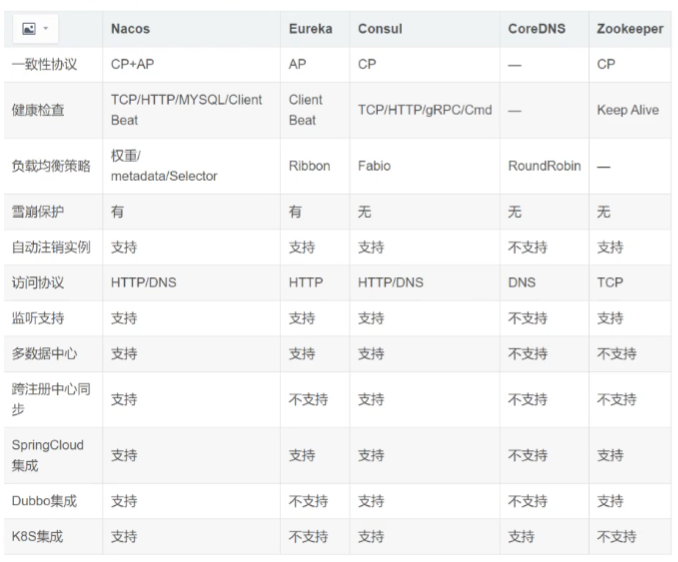 Nacos Eureka Consul CoreDNS Zookeeper
一致性协议 CP+AP AP CP — CP
健康检查 TCP/HTTP/MYSQL/Client Beat Client Beat TCP/HTTP/gRPC/Cmd — Keep Alive
负载均衡策略 权重/ metadata/Selector Ribbon Fabio RoundRobin —
雪崩保护 有 有 无 无 无
自动注销实例 支持 支持 支持 不支持 支持
访问协议 HTTP/DNS HTTP HTTP/DNS DNS TCP
监听支持 支持 支持 支持 不支持 支持
多数据中心 支持 支持 支持 不支持 不支持
跨注册中心同步 支持 不支持 支持 不支持 不支持
SpringCloud集成 支持 支持 支持 不支持 支持
Dubbo集成 支持 不支持 支持 不支持 支持
K8S集成 支持 不支持 支持 支持 不支持